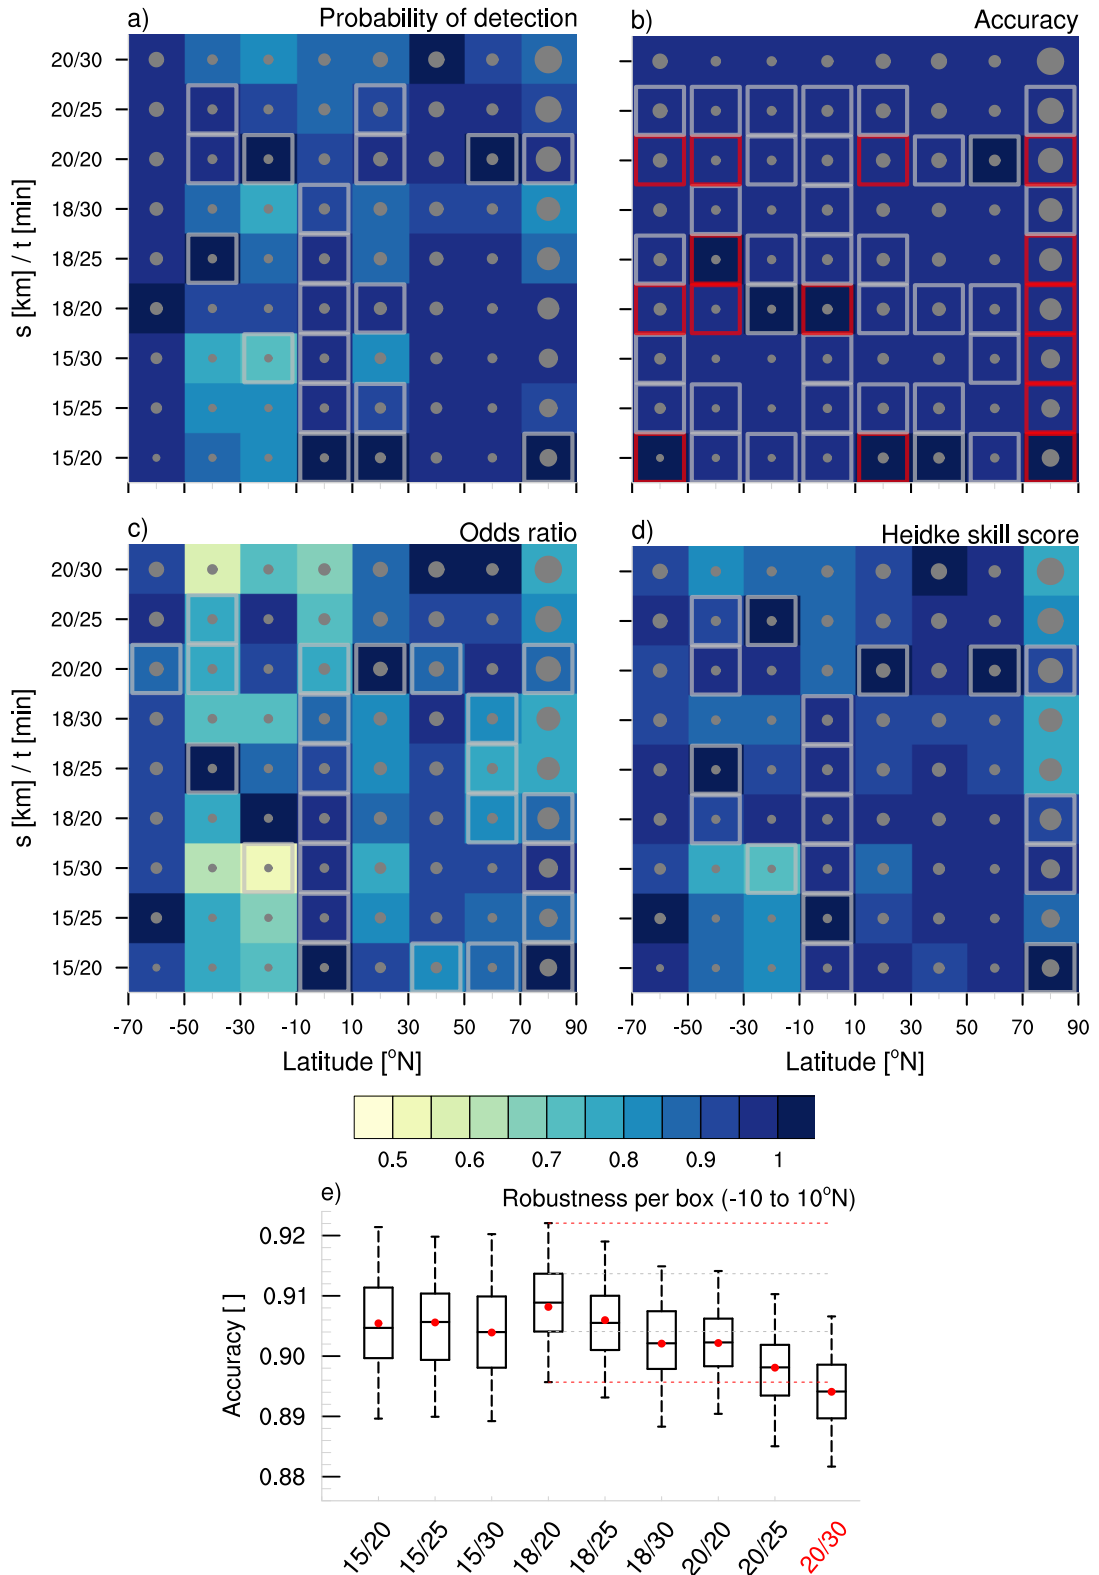 a) Probability of detection
b) Accuracy
s [km] / t [min]
20/30
20/25
20/20
18/30
18/25
18/20
15/30
15/25
15/20
c) Odds ratio
d) Heidke skill score
s [km] / t [min]
20/30
20/25
20/20
18/30
18/25
18/20
15/30
15/25
15/20
-70 -50 -30 -10 10 30 50 70 90
-70 -50 -30 -10 10 30 50 70 90
Latitude [°N]
Latitude [°N]
0.5 0.6 0.7 0.8 0.9 1
e) Robustness per box (-10 to 10°N)
Accuracy [ ]
0.92
0.91
0.90
0.89
0.88
15/20 15/25 15/30 18/20 18/25 18/30 20/20 20/25 20/30